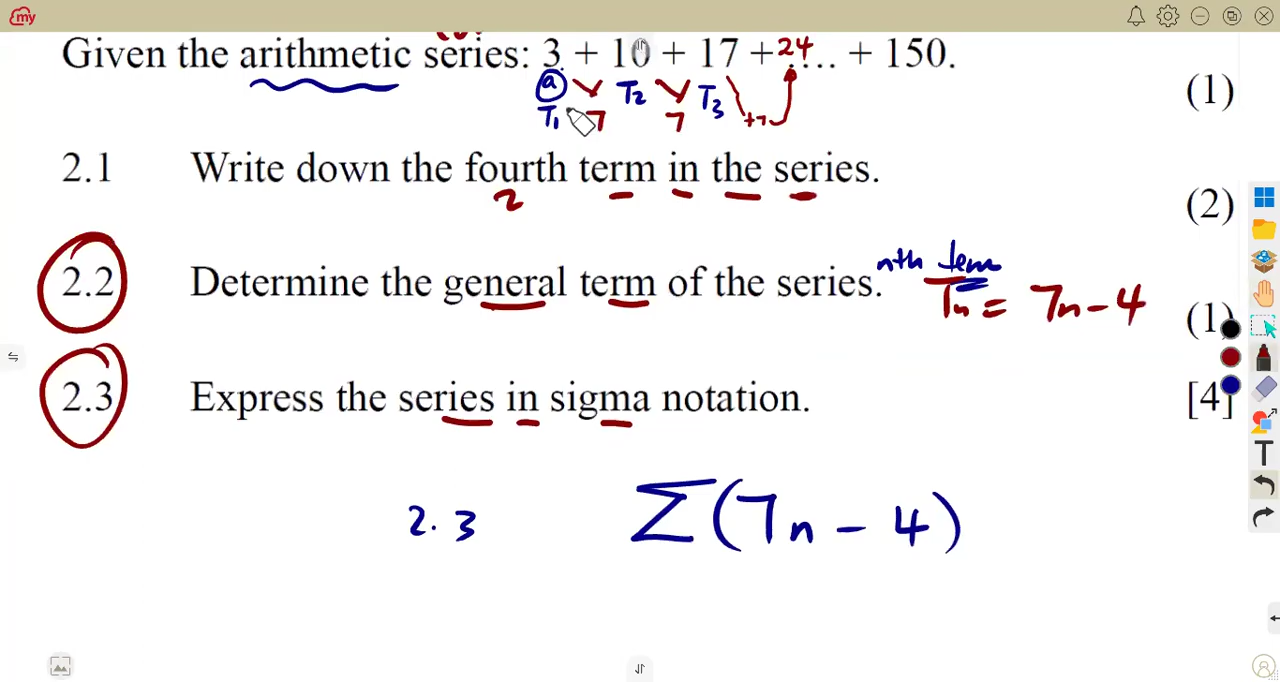 my
Given the arithmetic series: 3 + 10 + 17 + 24 .... + 150.
(1)
a T2 T3
T1 7 7 +7
2.1 Write down the fourth term in the series.
(2)
nth term
2.2 Determine the general term of the series. Tn = 7n - 4
(1)
2.3 Express the series in sigma notation. [4]
2.3 Σ(7n - 4)
T